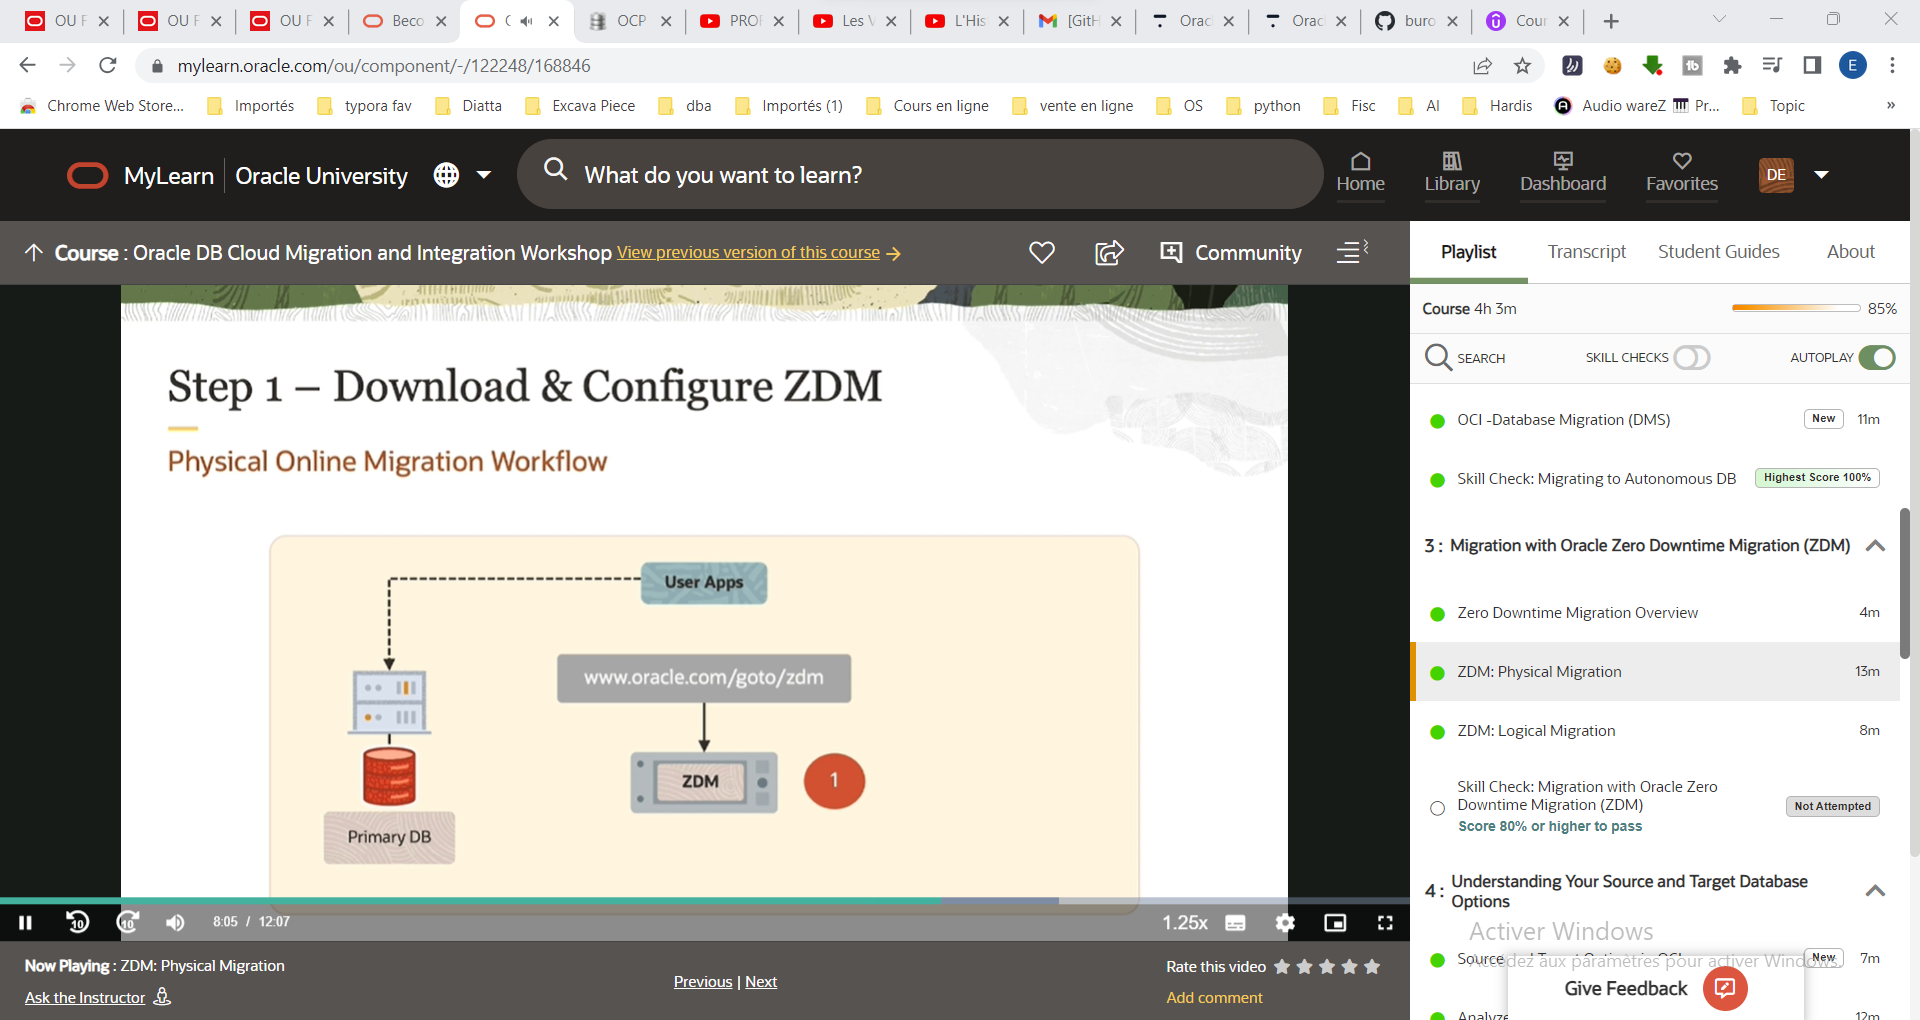 OU F
OU F
OU F
Beco
OCP
PROF
Les V
L'His
[GitH
Orac
Orac
buro
Cour
mylearn.oracle.com/ou/component/-/122248/168846
E
Chrome Web Store...
Importés
typora fav
Diatta
Excava Piece
dba
Importés (1)
Cours en ligne
vente en ligne
OS
python
Fisc
AI
Hardis
Audio wareZ
Pr...
Topic
»
MyLearn
Oracle University
What do you want to learn?
Home
Library
Dashboard
Favorites
DE
Course : Oracle DB Cloud Migration and Integration Workshop View previous version of this course →
Community
Step 1 – Download & Configure ZDM
Physical Online Migration Workflow
User Apps
www.oracle.com/goto/zdm
ZDM
1
Primary DB
10
10
8:05 / 12:07
1.25x
Now Playing : ZDM: Physical Migration
Ask the Instructor
Previous | Next
Rate this video
Add comment
Playlist
Transcript
Student Guides
About
Course 4h 3m
85%
SEARCH
SKILL CHECKS
AUTOPLAY
OCI -Database Migration (DMS)
New
11m
Skill Check: Migrating to Autonomous DB
Highest Score 100%
3 : Migration with Oracle Zero Downtime Migration (ZDM)
Zero Downtime Migration Overview
4m
ZDM: Physical Migration
13m
ZDM: Logical Migration
8m
Skill Check: Migration with Oracle Zero
Downtime Migration (ZDM)
Score 80% or higher to pass
Not Attempted
4 : Understanding Your Source and Target Database
Options
Activer Windows
Accédez aux paramètres pour activer Windows.
New
7m
Give Feedback
12m